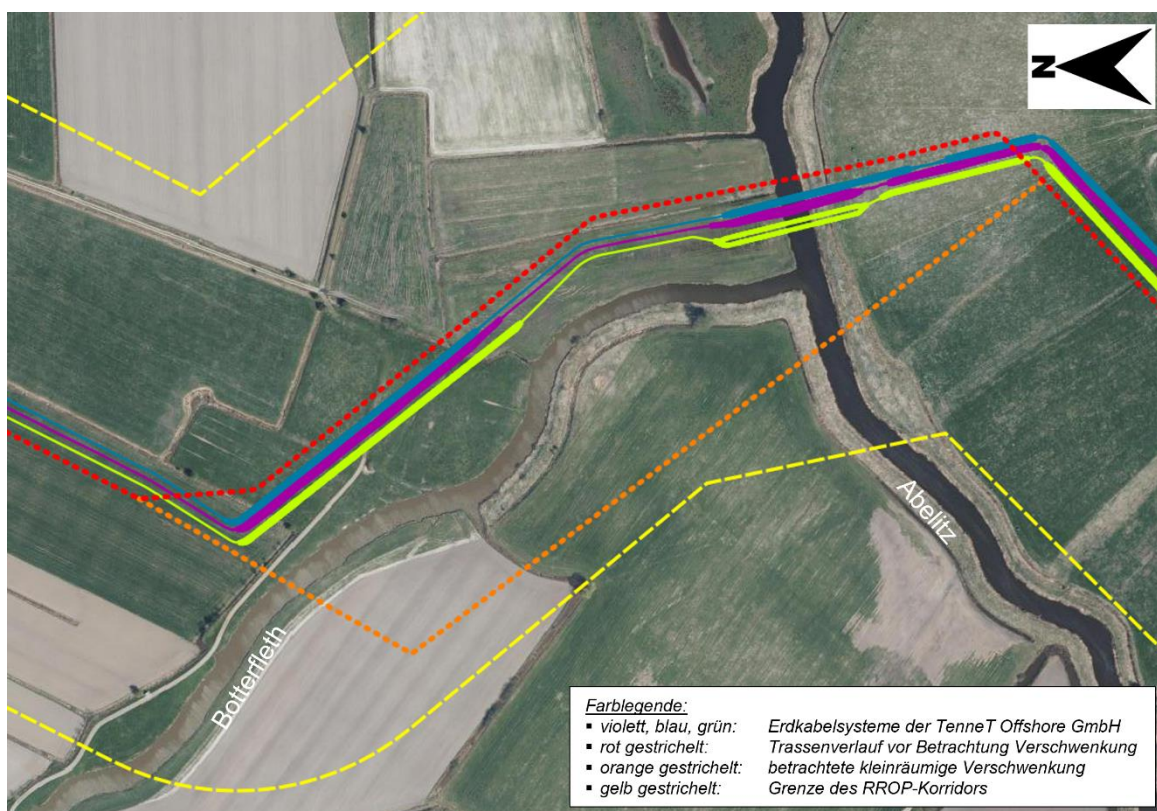 N
Botterfleth
Abelitz
Farblegende:
▪ violett, blau, grün: Erdkabelsysteme der TenneT Offshore GmbH
▪ rot gestrichelt: Trassenverlauf vor Betrachtung Verschwenkung
▪ orange gestrichelt: betrachtete kleinräumige Verschwenkung
▪ gelb gestrichelt: Grenze des RROP-Korridors